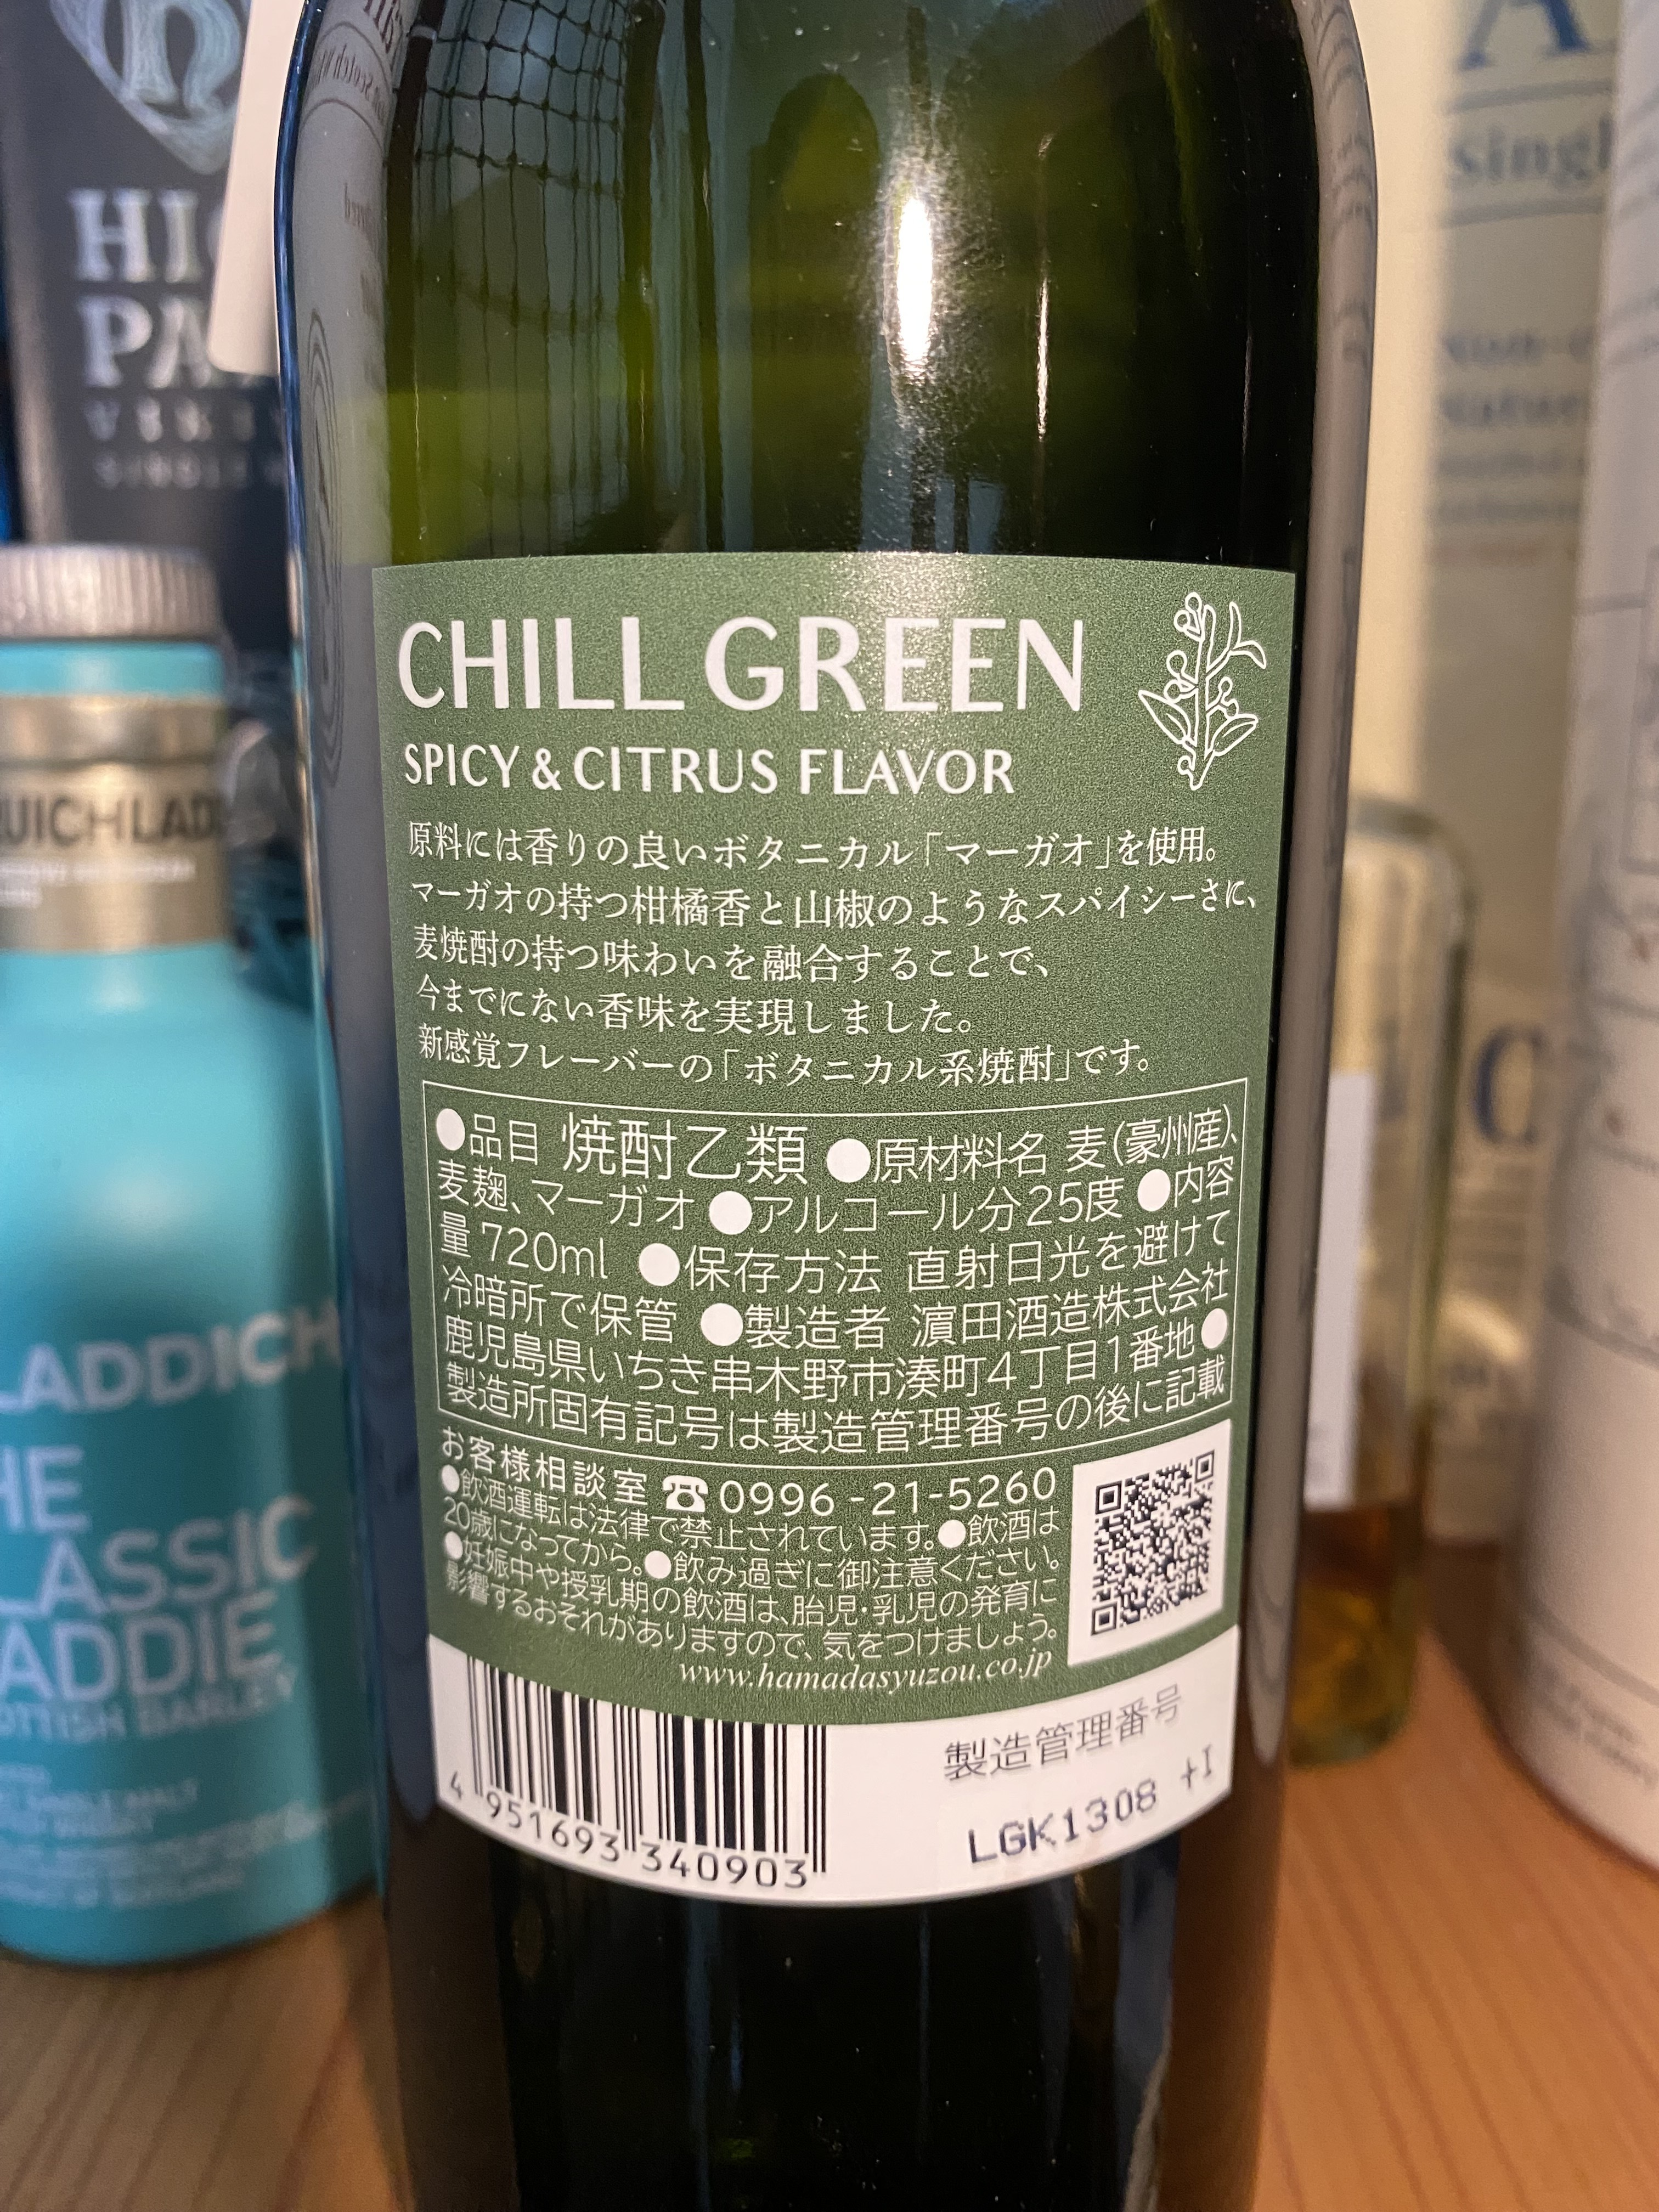 CHILL GREEN
SPICY & CITRUS FLAVOR
原料には香りの良いボタニカル「マーガオ」を使用。
マーガオの持つ柑橘香と山椒のようなスパイシーさに、
麦焼酎の持つ味わいを融合することで、
今までにない香味を実現しました。
新感覚フレーバーの「ボタニカル系焼酎」です。
●品目 焼酎乙類 ●原材料名 麦(豪州産)、
麦麹、マーガオ ●アルコール分25度 ●内容
量 720ml ●保存方法 直射日光を避けて
冷暗所で保管 ●製造者 濵田酒造株式会社
鹿児島県いちき串木野市湊町4丁目1番地 ●
製造所固有記号は製造管理番号の後に記載
お客様相談室 ☎0996-21-5260
●飲酒運転は法律で禁止されています。●飲酒は
20歳になってから。●飲み過ぎに御注意ください。
●妊娠中や授乳期の飲酒は、胎児・乳児の発育に
影響するおそれがありますので、気をつけましょう。
www.hamadasyuzou.co.jp
製造管理番号
LGK1308 +I
4 951693 340903
HI
PA
SINGLE
UICHLAD
LADDICH
THE
CLASSIC
LADDIE
SCOTTISH BARLEY
SINGLE MALT
singl